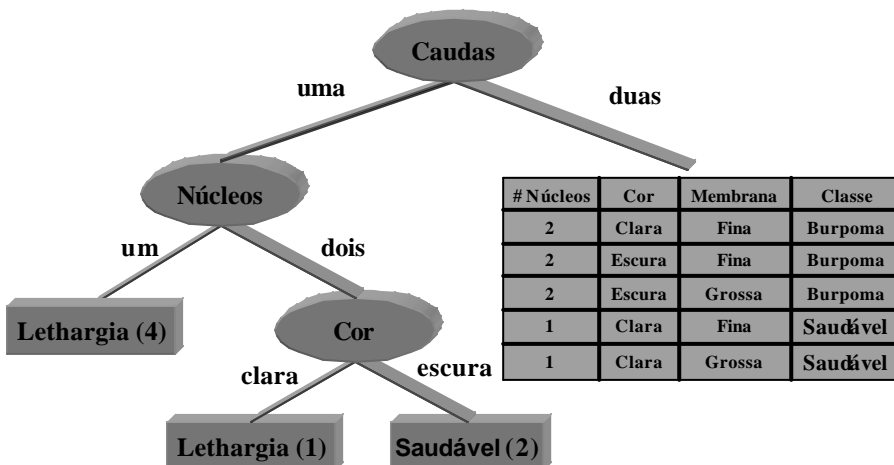 Caudas
uma
duas
Núcleos
# Núcleos Cor Membrana Classe
2 Clara Fina Burpoma
2 Escura Fina Burpoma
2 Escura Grossa Burpoma
1 Clara Fina Saudável
1 Clara Grossa Saudável
um
dois
Lethargia (4)
Cor
clara
escura
Lethargia (1)
Saudável (2)